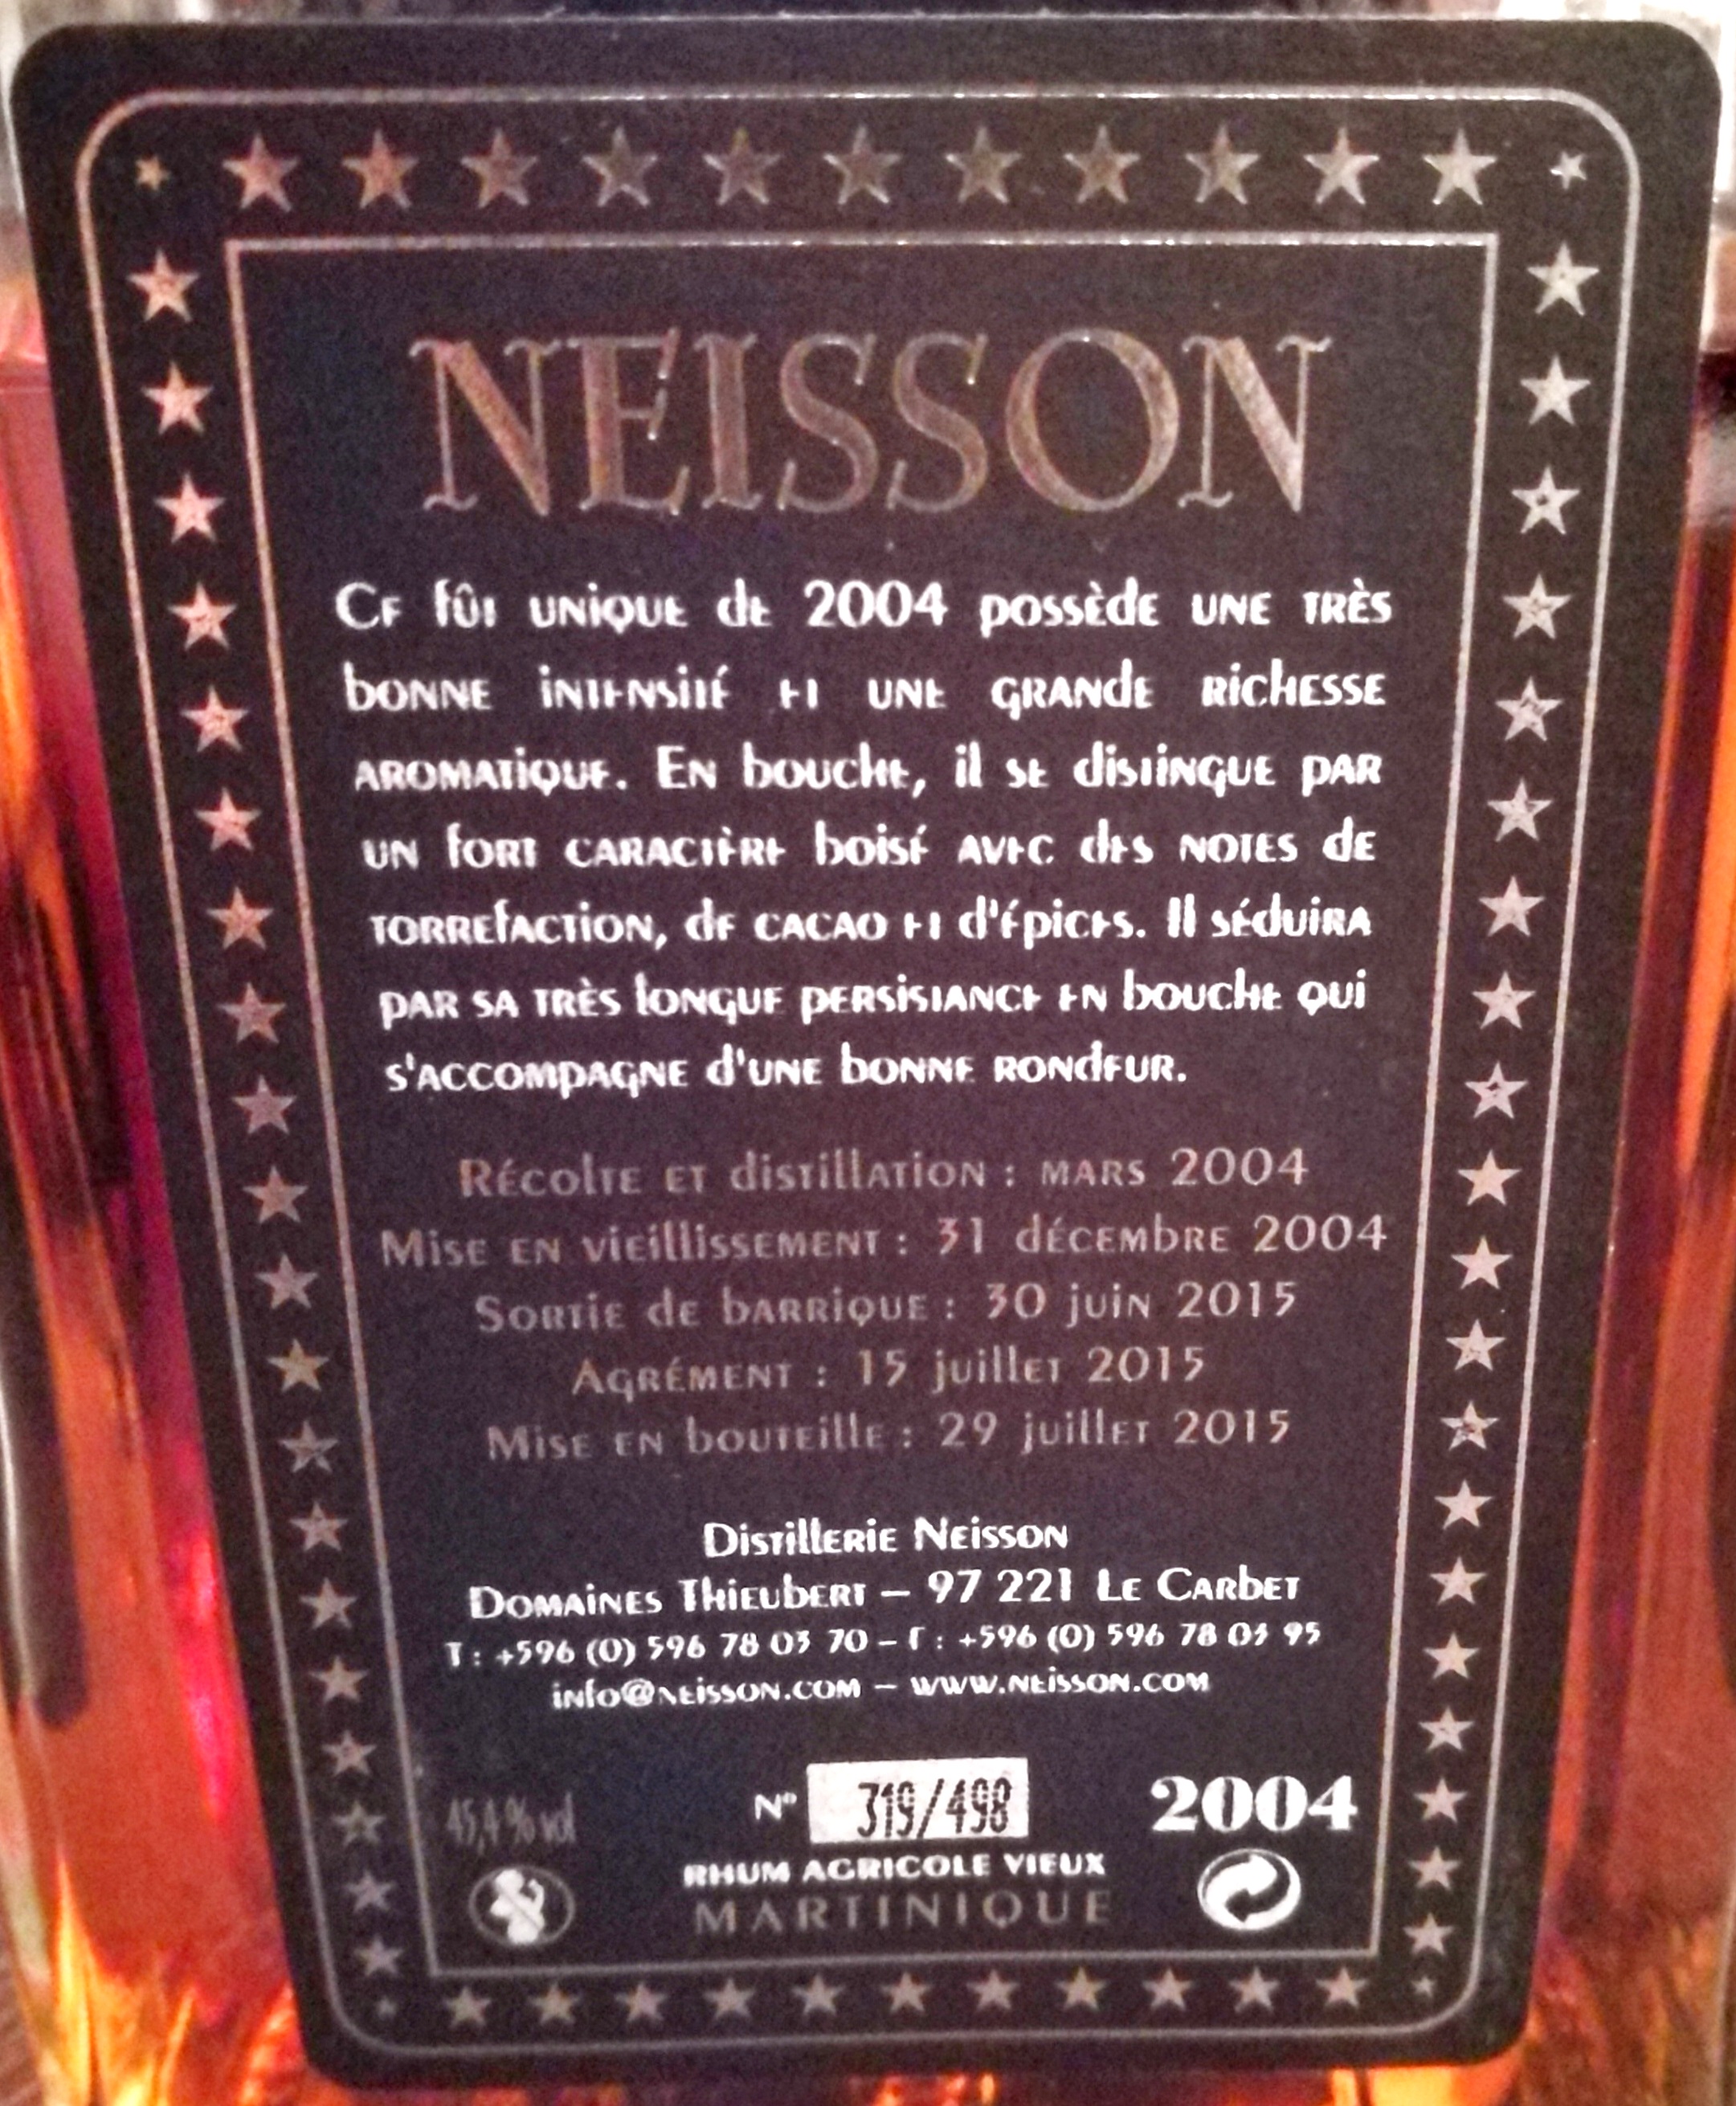 NEISSON
Ce fût unique de 2004 possède une très
bonne intensité et une grande richesse
aromatique. En bouche, il se distingue par
un fort caractère boisé avec des notes de
torrefaction, de cacao et d'épices. Il séduira
par sa très longue persistance en bouche qui
s'accompagne d'une bonne rondeur.
Récolte et distillation : mars 2004
Mise en vieillissement : 31 décembre 2004
Sortie de barrique : 30 juin 2015
Agrément : 15 juillet 2015
Mise en bouteille : 29 juillet 2015
Distillerie Neisson
Domaines Thieubert – 97 221 Le Carbet
T : +596 (0) 596 78 03 70 – F : +596 (0) 596 78 03 95
info@neisson.com – www.neisson.com
45,4 % vol
N° 319/498
2004
RHUM AGRICOLE VIEUX
MARTINIQUE